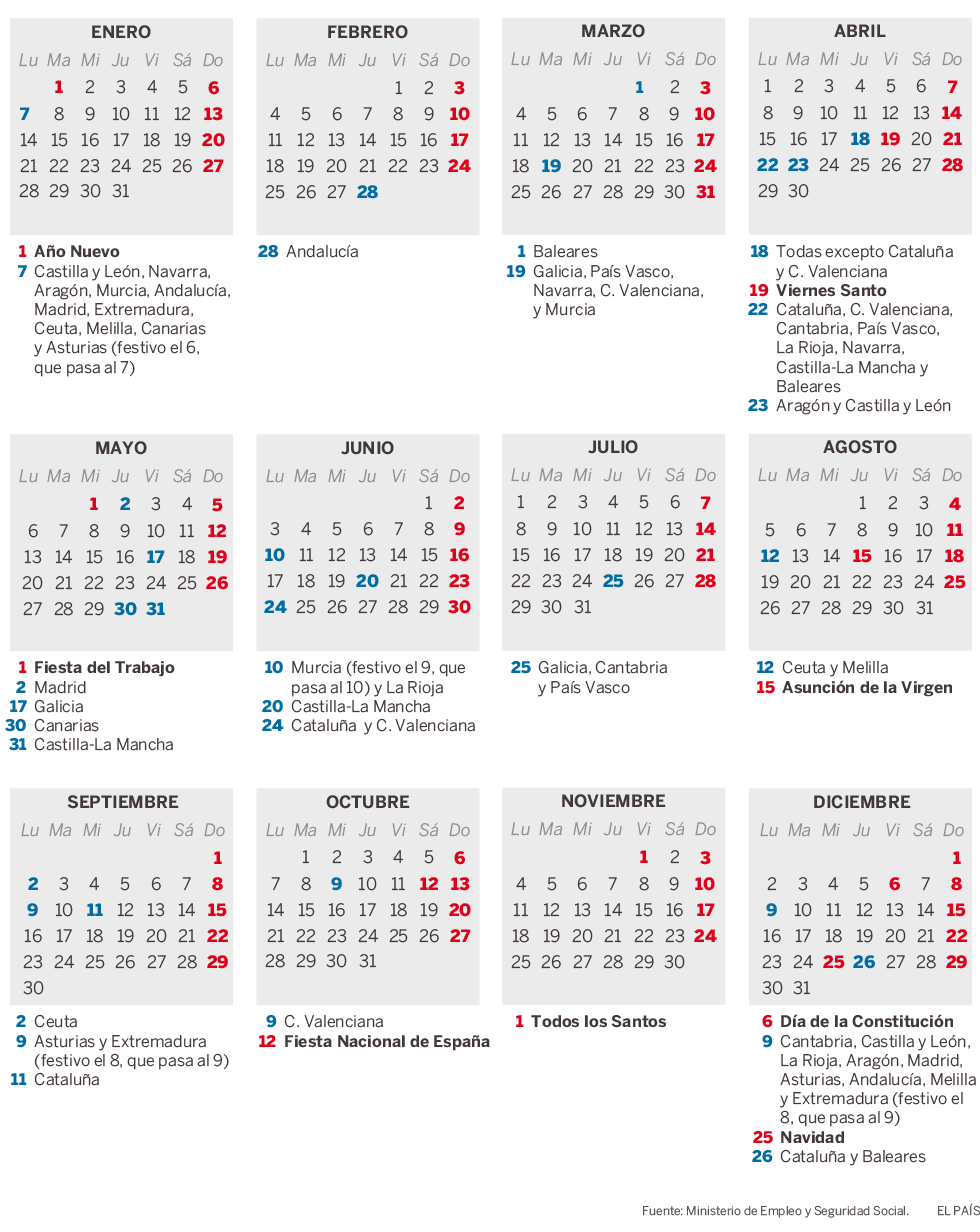 ENERO
Lu Ma Mi Ju Vi Sá Do
1 2 3 4 5 6
7 8 9 10 11 12 13
14 15 16 17 18 19 20
21 22 23 24 25 26 27
28 29 30 31
1 Año Nuevo
7 Castilla y León, Navarra,
Aragón, Murcia, Andalucía,
Madrid, Extremadura,
Ceuta, Melilla, Canarias
y Asturias (festivo el 6,
que pasa al 7)
FEBRERO
Lu Ma Mi Ju Vi Sá Do
1 2 3
4 5 6 7 8 9 10
11 12 13 14 15 16 17
18 19 20 21 22 23 24
25 26 27 28
28 Andalucía
MARZO
Lu Ma Mi Ju Vi Sá Do
1 2 3
4 5 6 7 8 9 10
11 12 13 14 15 16 17
18 19 20 21 22 23 24
25 26 27 28 29 30 31
1 Baleares
19 Galicia, País Vasco,
Navarra, C. Valenciana,
y Murcia
ABRIL
Lu Ma Mi Ju Vi Sá Do
1 2 3 4 5 6 7
8 9 10 11 12 13 14
15 16 17 18 19 20 21
22 23 24 25 26 27 28
29 30
18 Todas excepto Cataluña
y C. Valenciana
19 Viernes Santo
22 Cataluña, C. Valenciana,
Cantabria, País Vasco,
La Rioja, Navarra,
Castilla-La Mancha y
Baleares
23 Aragón y Castilla y León
MAYO
Lu Ma Mi Ju Vi Sá Do
1 2 3 4 5
6 7 8 9 10 11 12
13 14 15 16 17 18 19
20 21 22 23 24 25 26
27 28 29 30 31
1 Fiesta del Trabajo
2 Madrid
17 Galicia
30 Canarias
31 Castilla-La Mancha
JUNIO
Lu Ma Mi Ju Vi Sá Do
1 2
3 4 5 6 7 8 9
10 11 12 13 14 15 16
17 18 19 20 21 22 23
24 25 26 27 28 29 30
10 Murcia (festivo el 9, que
pasa al 10) y La Rioja
20 Castilla-La Mancha
24 Cataluña y C. Valenciana
JULIO
Lu Ma Mi Ju Vi Sá Do
1 2 3 4 5 6 7
8 9 10 11 12 13 14
15 16 17 18 19 20 21
22 23 24 25 26 27 28
29 30 31
25 Galicia, Cantabria
y País Vasco
AGOSTO
Lu Ma Mi Ju Vi Sá Do
1 2 3 4
5 6 7 8 9 10 11
12 13 14 15 16 17 18
19 20 21 22 23 24 25
26 27 28 29 30 31
12 Ceuta y Melilla
15 Asunción de la Virgen
SEPTIEMBRE
Lu Ma Mi Ju Vi Sá Do
1
2 3 4 5 6 7 8
9 10 11 12 13 14 15
16 17 18 19 20 21 22
23 24 25 26 27 28 29
30
2 Ceuta
9 Asturias y Extremadura
(festivo el 8, que pasa al 9)
11 Cataluña
OCTUBRE
Lu Ma Mi Ju Vi Sá Do
1 2 3 4 5 6
7 8 9 10 11 12 13
14 15 16 17 18 19 20
21 22 23 24 25 26 27
28 29 30 31
9 C. Valenciana
12 Fiesta Nacional de España
NOVIEMBRE
Lu Ma Mi Ju Vi Sá Do
1 2 3
4 5 6 7 8 9 10
11 12 13 14 15 16 17
18 19 20 21 22 23 24
25 26 27 28 29 30
1 Todos los Santos
DICIEMBRE
Lu Ma Mi Ju Vi Sá Do
1
2 3 4 5 6 7 8
9 10 11 12 13 14 15
16 17 18 19 20 21 22
23 24 25 26 27 28 29
30 31
6 Día de la Constitución
9 Cantabria, Castilla y León,
La Rioja, Aragón, Madrid,
Asturias, Andalucía, Melilla
y Extremadura (festivo el
8, que pasa al 9)
25 Navidad
26 Cataluña y Baleares
Fuente: Ministerio de Empleo y Seguridad Social. EL PAÍS